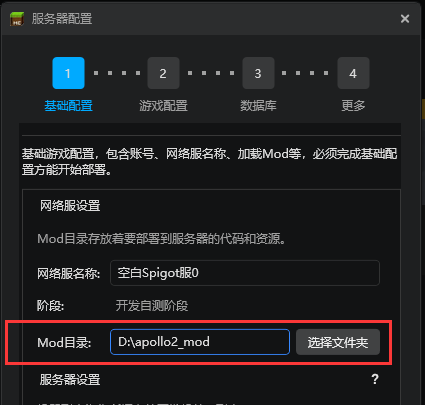 服务器配置
1 2 3 4
基础配置 游戏配置 数据库 更多
基础游戏配置，包含账号、网络服名称、加载Mod等，必须完成基础配
置方能开始部署。
网络服设置
Mod目录存放着要部署到服务器的代码和资源。
网络服名称: 空白Spigot服0
阶段: 开发自测阶段
Mod目录: D:\apollo2_mod 选择文件夹
服务器设置 ?